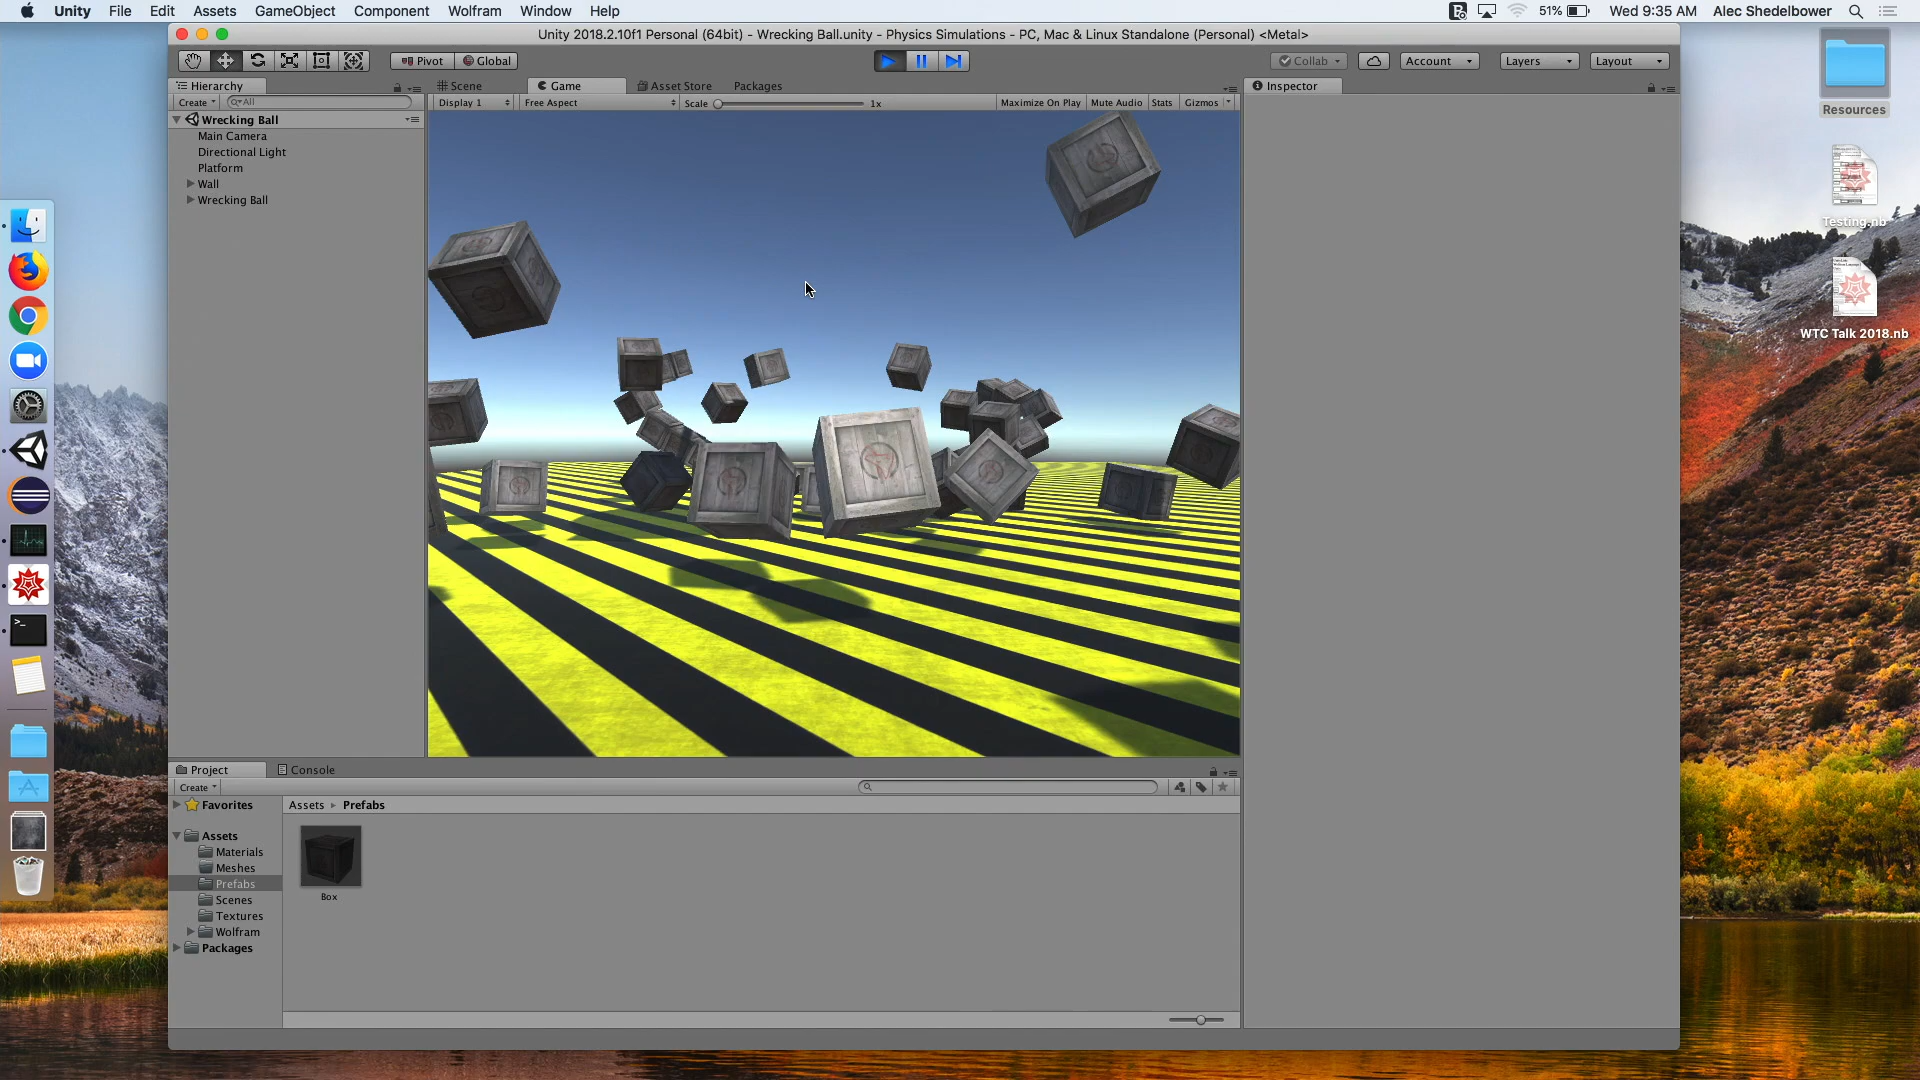 Unity File Edit Assets GameObject Component Wolfram Window Help 51% Wed 9:35 AM Alec Shedelbower
Unity 2018.2.10f1 Personal (64bit) - Wrecking Ball.unity - Physics Simulations - PC, Mac & Linux Standalone (Personal) <Metal>
Pivot Global Collab Account Layers Layout
Hierarchy Scene Game Asset Store Packages Inspector
Create All Display 1 Free Aspect Scale 1x Maximize On Play Mute Audio Stats Gizmos
Wrecking Ball
Main Camera
Directional Light
Platform
Wall
Wrecking Ball
Resources
Testing.nb
WTC Talk 2018.nb
Project Console
Create
Favorites Assets Prefabs
Assets
Materials
Meshes
Prefabs
Scenes
Textures
Wolfram
Packages
Box